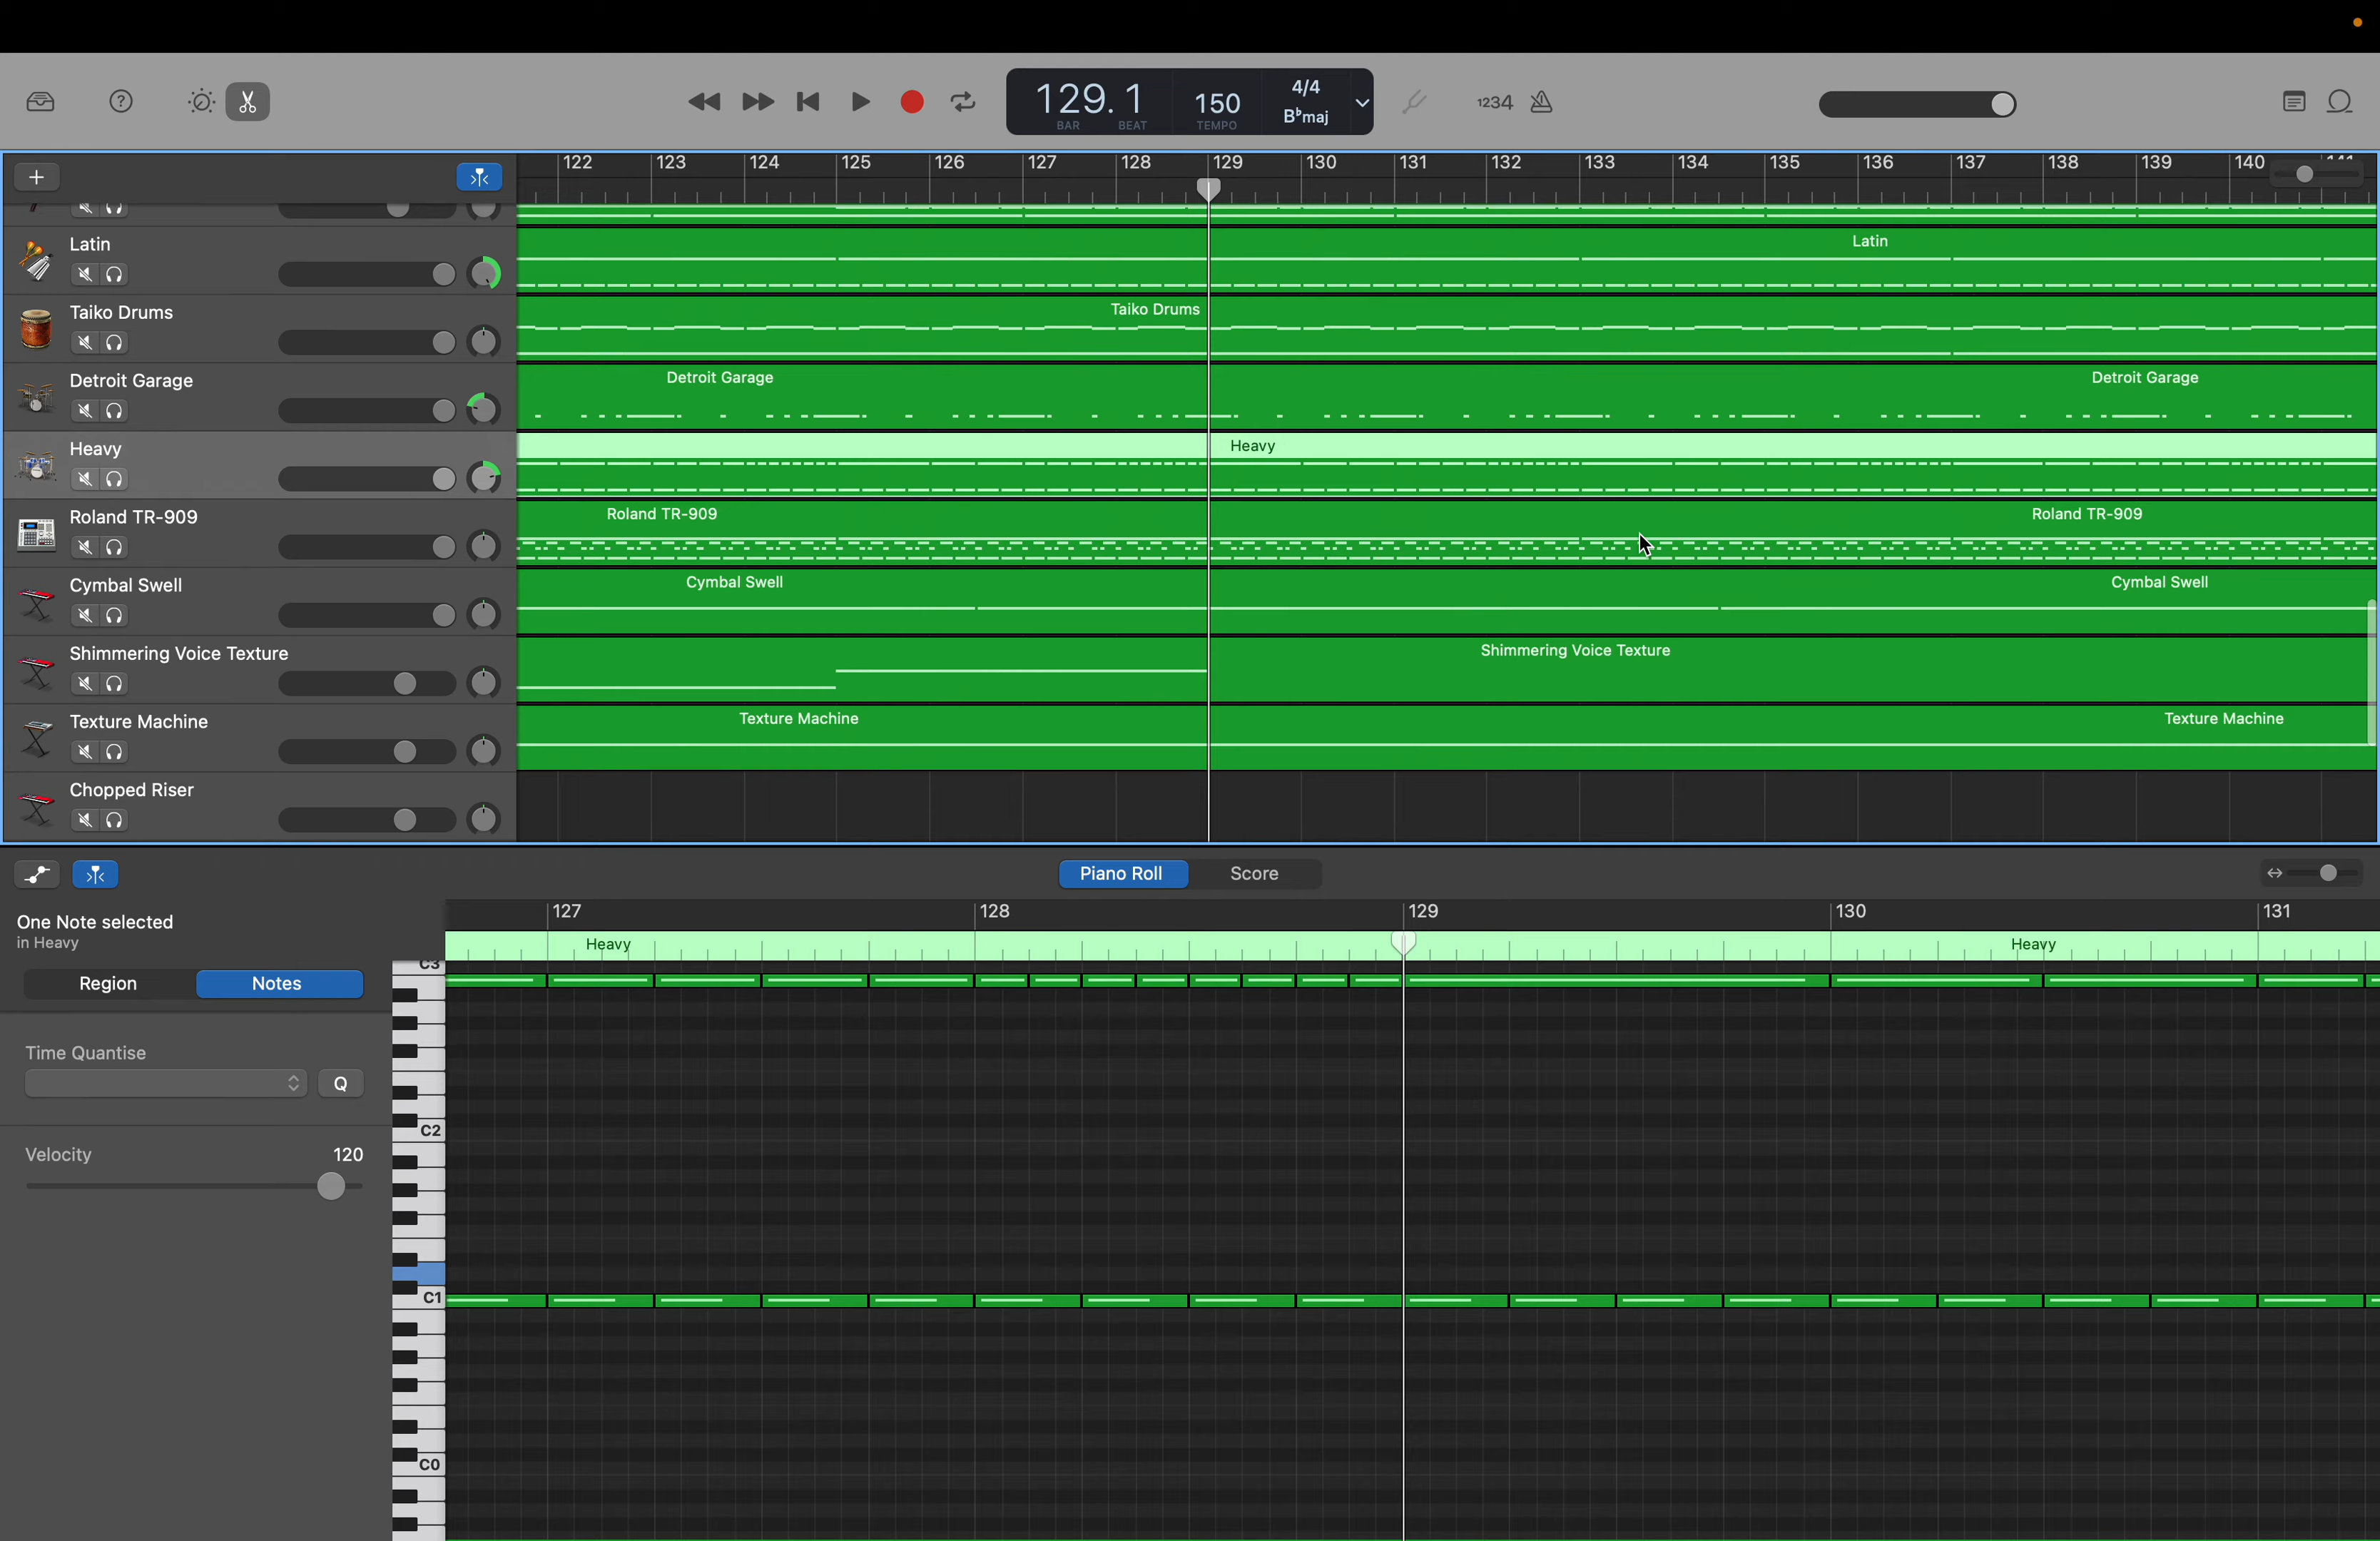 129. 1
BAR BEAT
150
TEMPO
4/4
B♭maj
1234
122 123 124 125 126 127 128 129 130 131 132 133 134 135 136 137 138 139 140
Latin
Latin
Taiko Drums
Taiko Drums
Detroit Garage
Detroit Garage
Detroit Garage
Heavy
Heavy
Roland TR-909
Roland TR-909
Roland TR-909
Cymbal Swell
Cymbal Swell
Cymbal Swell
Shimmering Voice Texture
Shimmering Voice Texture
Texture Machine
Texture Machine
Texture Machine
Chopped Riser
Piano Roll Score
127 128 129 130 131
One Note selected
in Heavy
Heavy Heavy
Region Notes
C3
Time Quantise
Q
C2
Velocity 120
C1
C0